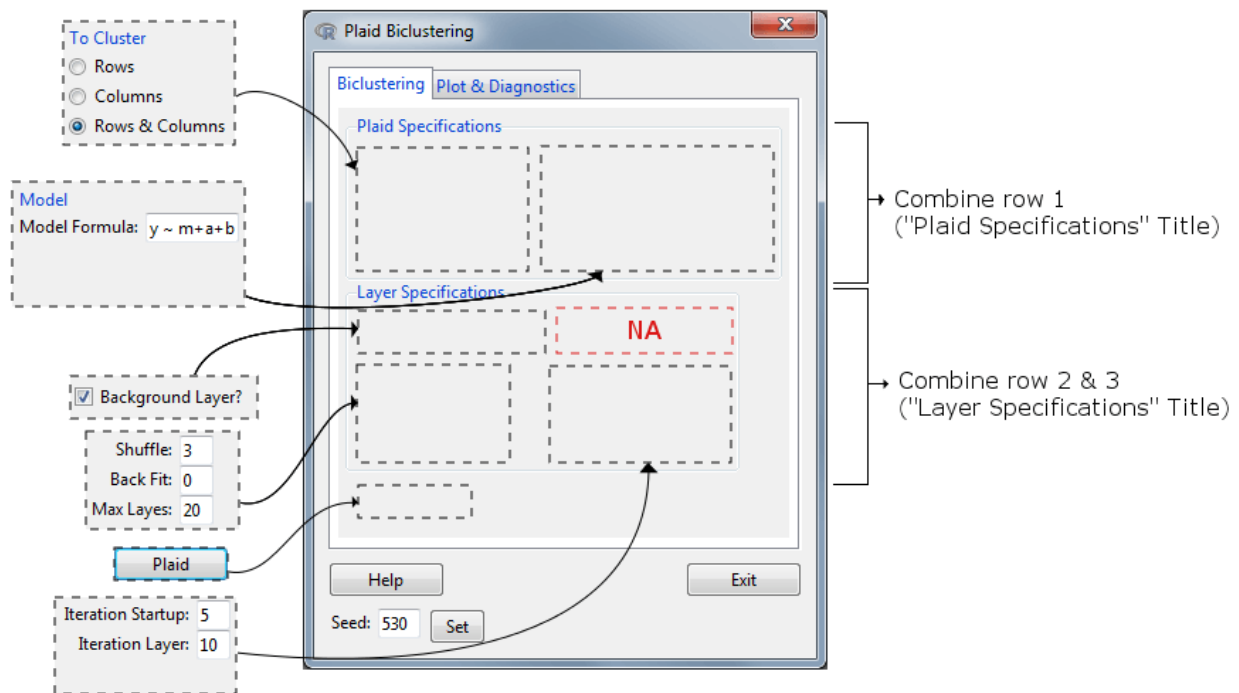 To Cluster
Rows
Columns
Rows & Columns
Model
Model Formula: y ~ m+a+b
Background Layer?
Shuffle: 3
Back Fit: 0
Max Layes: 20
Plaid
Iteration Startup: 5
Iteration Layer: 10
R Plaid Biclustering x
Biclustering Plot & Diagnostics
Plaid Specifications
Layer Specifications
NA
Help Exit
Seed: 530 Set
Combine row 1
("Plaid Specifications" Title)
Combine row 2 & 3
("Layer Specifications" Title)